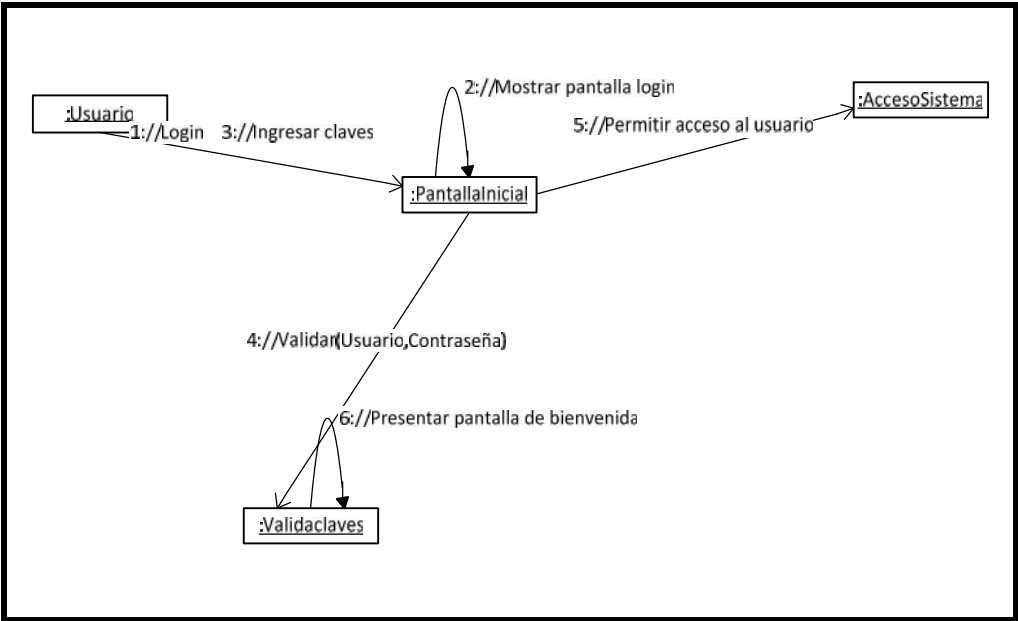 2://Mostrar pantalla login
:Usuario
:AccesoSistema
1://Login 3://Ingresar claves
5://Permitir acceso al usuario
:PantallaInicial
4://Validar(Usuario,Contraseña)
6://Presentar pantalla de bienvenida
:Validaclaves